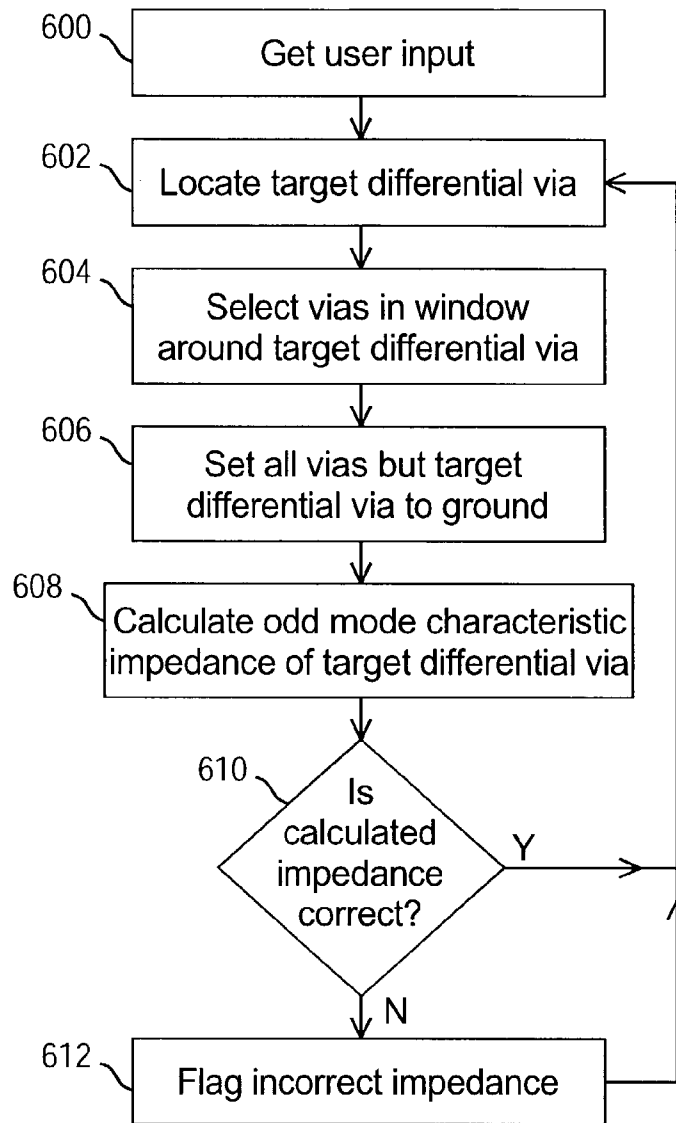 600
Get user input
602
Locate target differential via
604
Select vias in window
around target differential via
606
Set all vias but target
differential via to ground
608
Calculate odd mode characteristic
impedance of target differential via
610
Is
calculated
impedance
correct?
Y
N
612
Flag incorrect impedance